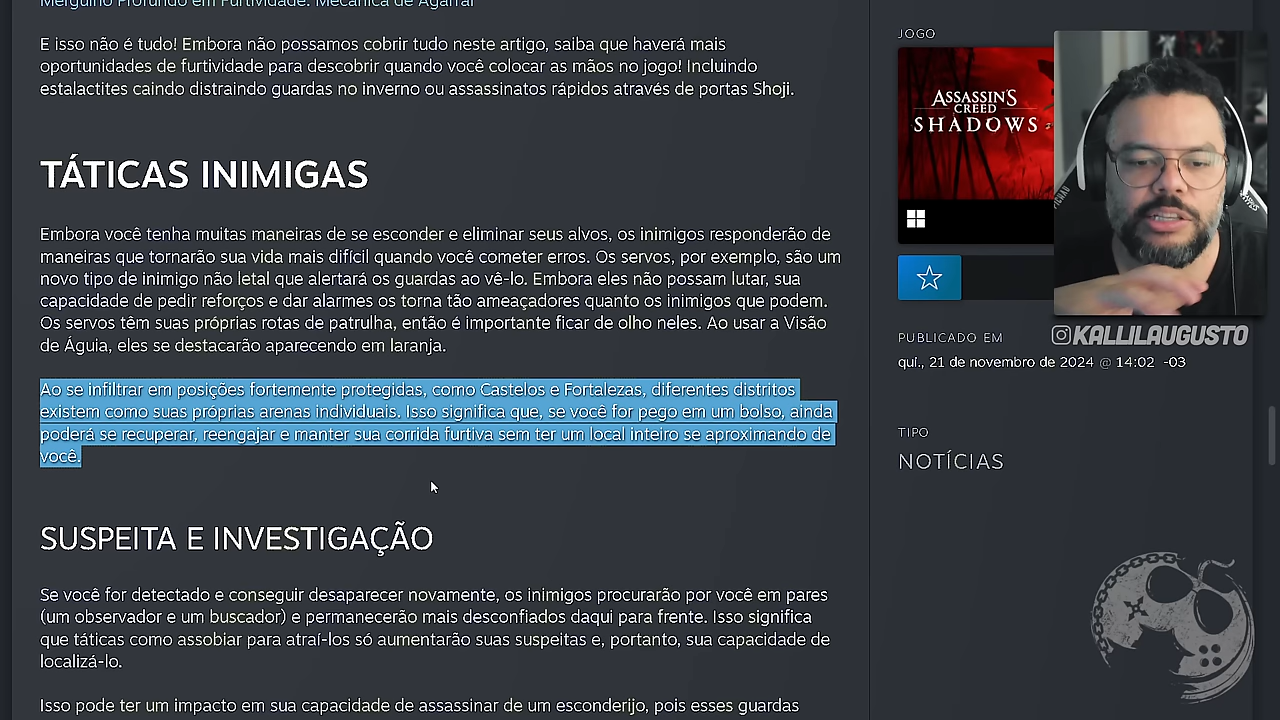 Mergulho Profundo em Furtividade: Mecânica de Agarrar
E isso não é tudo! Embora não possamos cobrir tudo neste artigo, saiba que haverá mais
oportunidades de furtividade para descobrir quando você colocar as mãos no jogo! Incluindo
estalactites caindo distraindo guardas no inverno ou assassinatos rápidos através de portas Shoji.
TÁTICAS INIMIGAS
Embora você tenha muitas maneiras de se esconder e eliminar seus alvos, os inimigos responderão de
maneiras que tornarão sua vida mais difícil quando você cometer erros. Os servos, por exemplo, são um
novo tipo de inimigo não letal que alertará os guardas ao vê-lo. Embora eles não possam lutar, sua
capacidade de pedir reforços e dar alarmes os torna tão ameaçadores quanto os inimigos que podem.
Os servos têm suas próprias rotas de patrulha, então é importante ficar de olho neles. Ao usar a Visão
de Águia, eles se destacarão aparecendo em laranja.
Ao se infiltrar em posições fortemente protegidas, como Castelos e Fortalezas, diferentes distritos
existem como suas próprias arenas individuais. Isso significa que, se você for pego em um bolso, ainda
poderá se recuperar, reengajar e manter sua corrida furtiva sem ter um local inteiro se aproximando de
você.
SUSPEITA E INVESTIGAÇÃO
Se você for detectado e conseguir desaparecer novamente, os inimigos procurarão por você em pares
(um observador e um buscador) e permanecerão mais desconfiados daqui para frente. Isso significa
que táticas como assobiar para atraí-los só aumentarão suas suspeitas e, portanto, sua capacidade de
localizá-lo.
Isso pode ter um impacto em sua capacidade de assassinar de um esconderijo, pois esses guardas
JOGO
ASSASSIN'S
CREED
SHADOWS
PICHAU
KALLILAUGUSTO
PUBLICADO EM
qui., 21 de novembro de 2024 @ 14:02 -03
TIPO
NOTÍCIAS